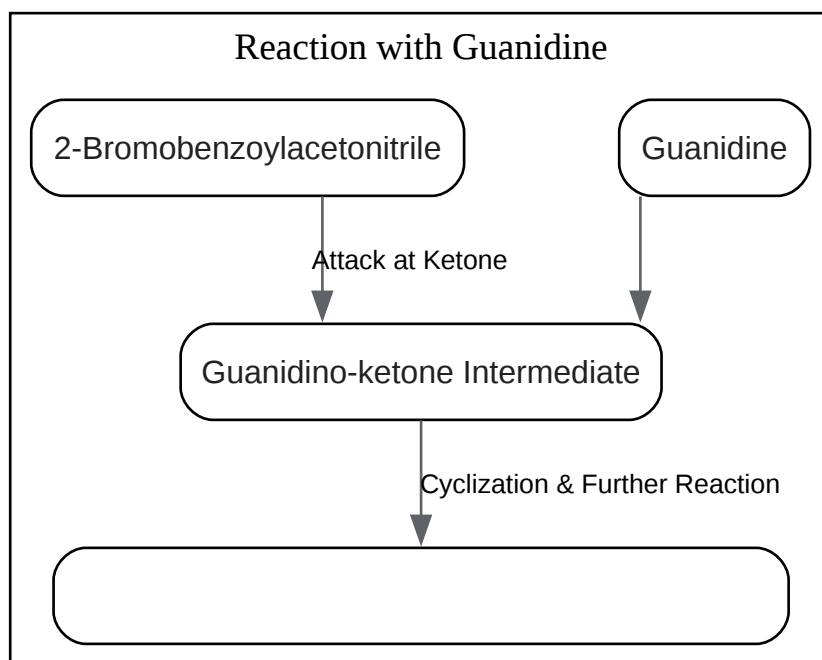 Reaction with Guanidine
2-Bromobenzoylacetonitrile
Guanidine
Attack at Ketone
Guanidino-ketone Intermediate
Cyclization & Further Reaction